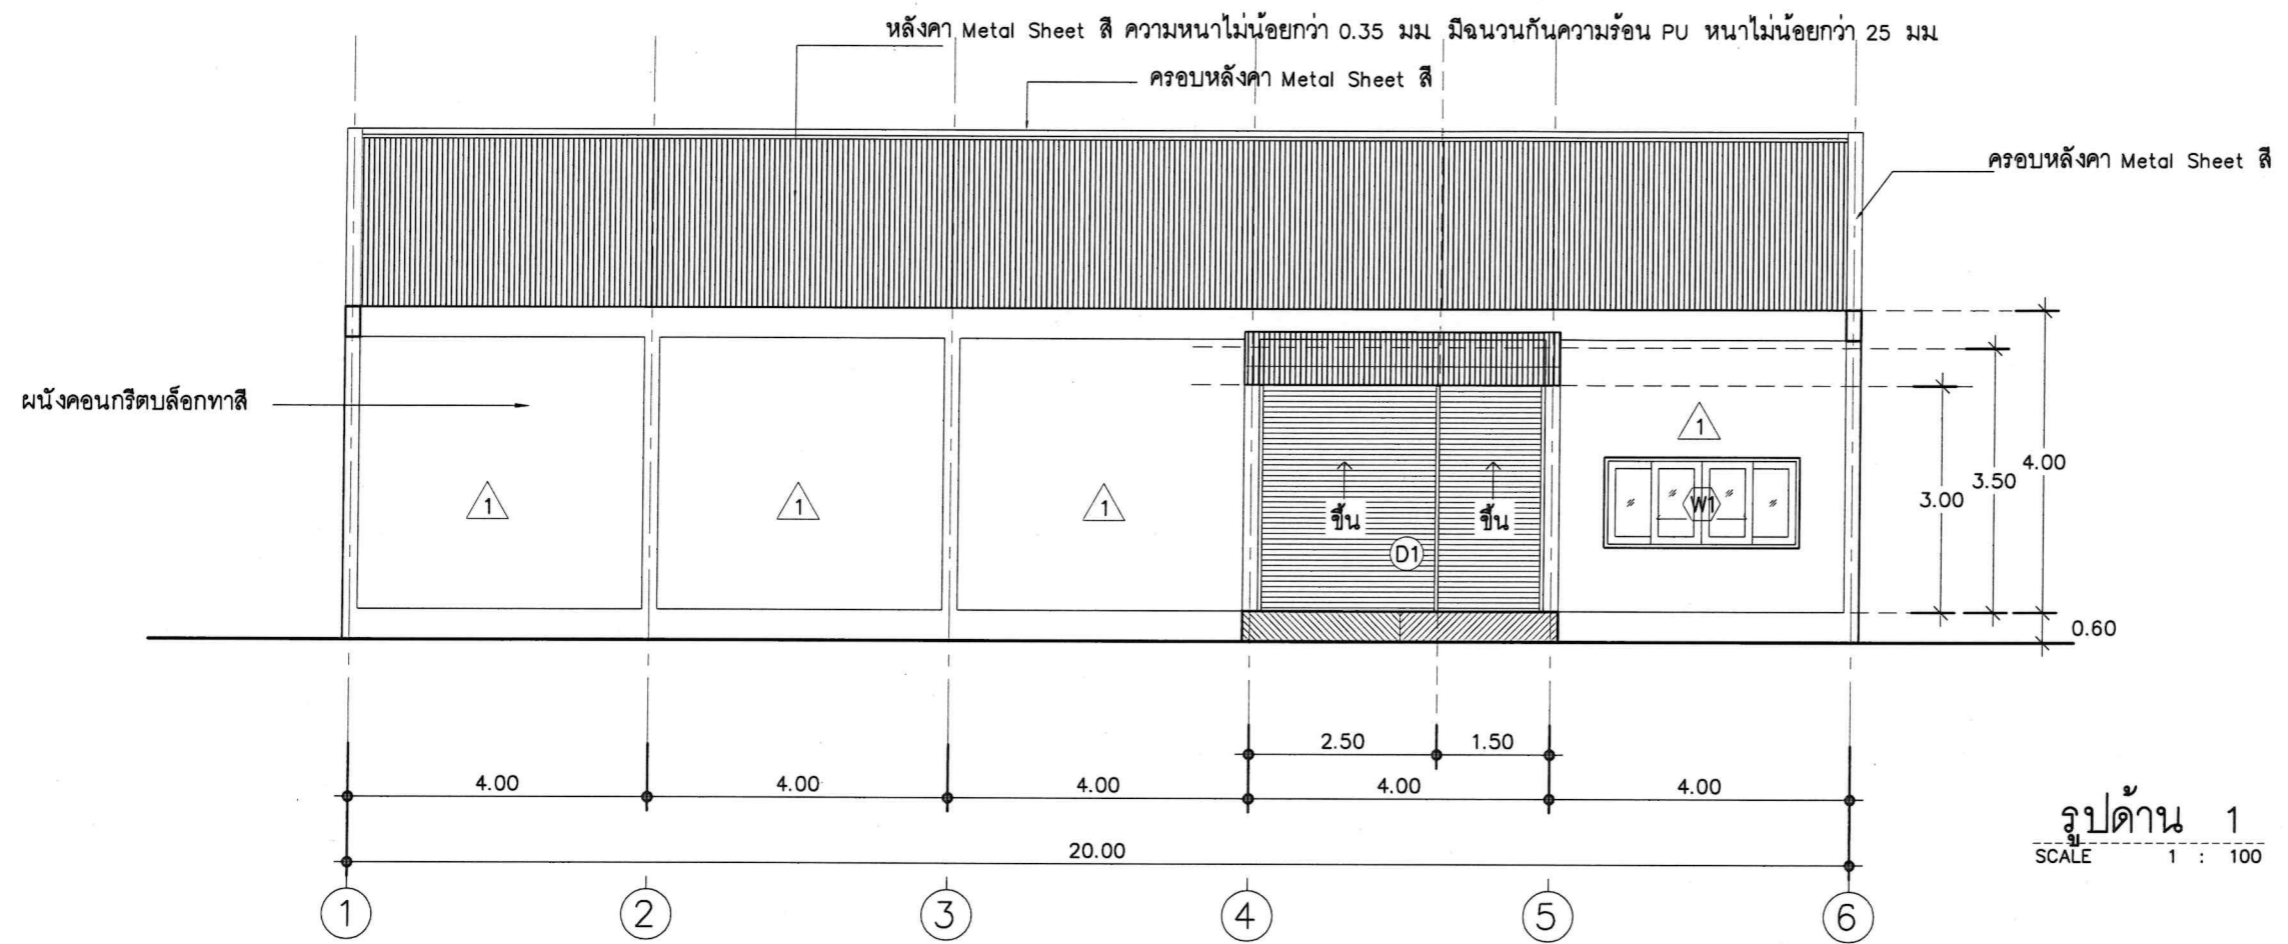 หลังคา Metal Sheet สี ความหนาไม่น้อยกว่า 0.35 มม. มีฉนวนกันความร้อน PU หนาไม่น้อยกว่า 25 มม.
ครอบหลังคา Metal Sheet สี
ครอบหลังคา Metal Sheet สี
ผนังคอนกรีตบล็อกทาสี
1
1
1
1
ขึ้น
ขึ้น
D1
W1
3.00
3.50
4.00
0.60
2.50 1.50
4.00 4.00 4.00 4.00 4.00
20.00
1 2 3 4 5 6
รูปด้าน 1
SCALE 1 : 100